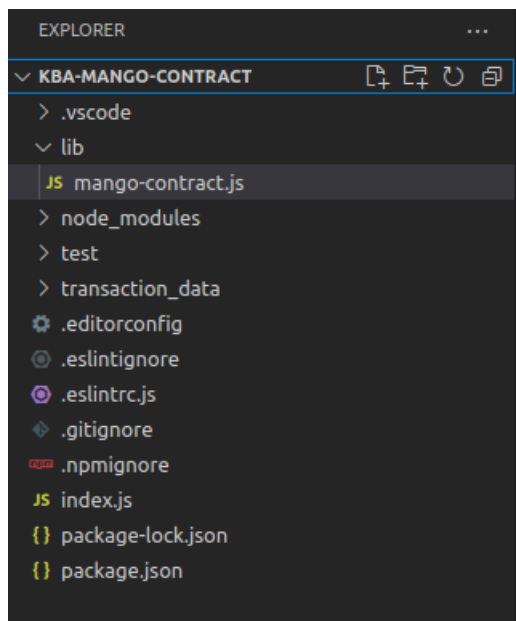 EXPLORER ...
KBA-MANGO-CONTRACT
.vscode
lib
JS mango-contract.js
node_modules
test
transaction_data
.editorconfig
.eslintignore
.eslintrc.js
.gitignore
.npmignore
JS index.js
{} package-lock.json
{} package.json